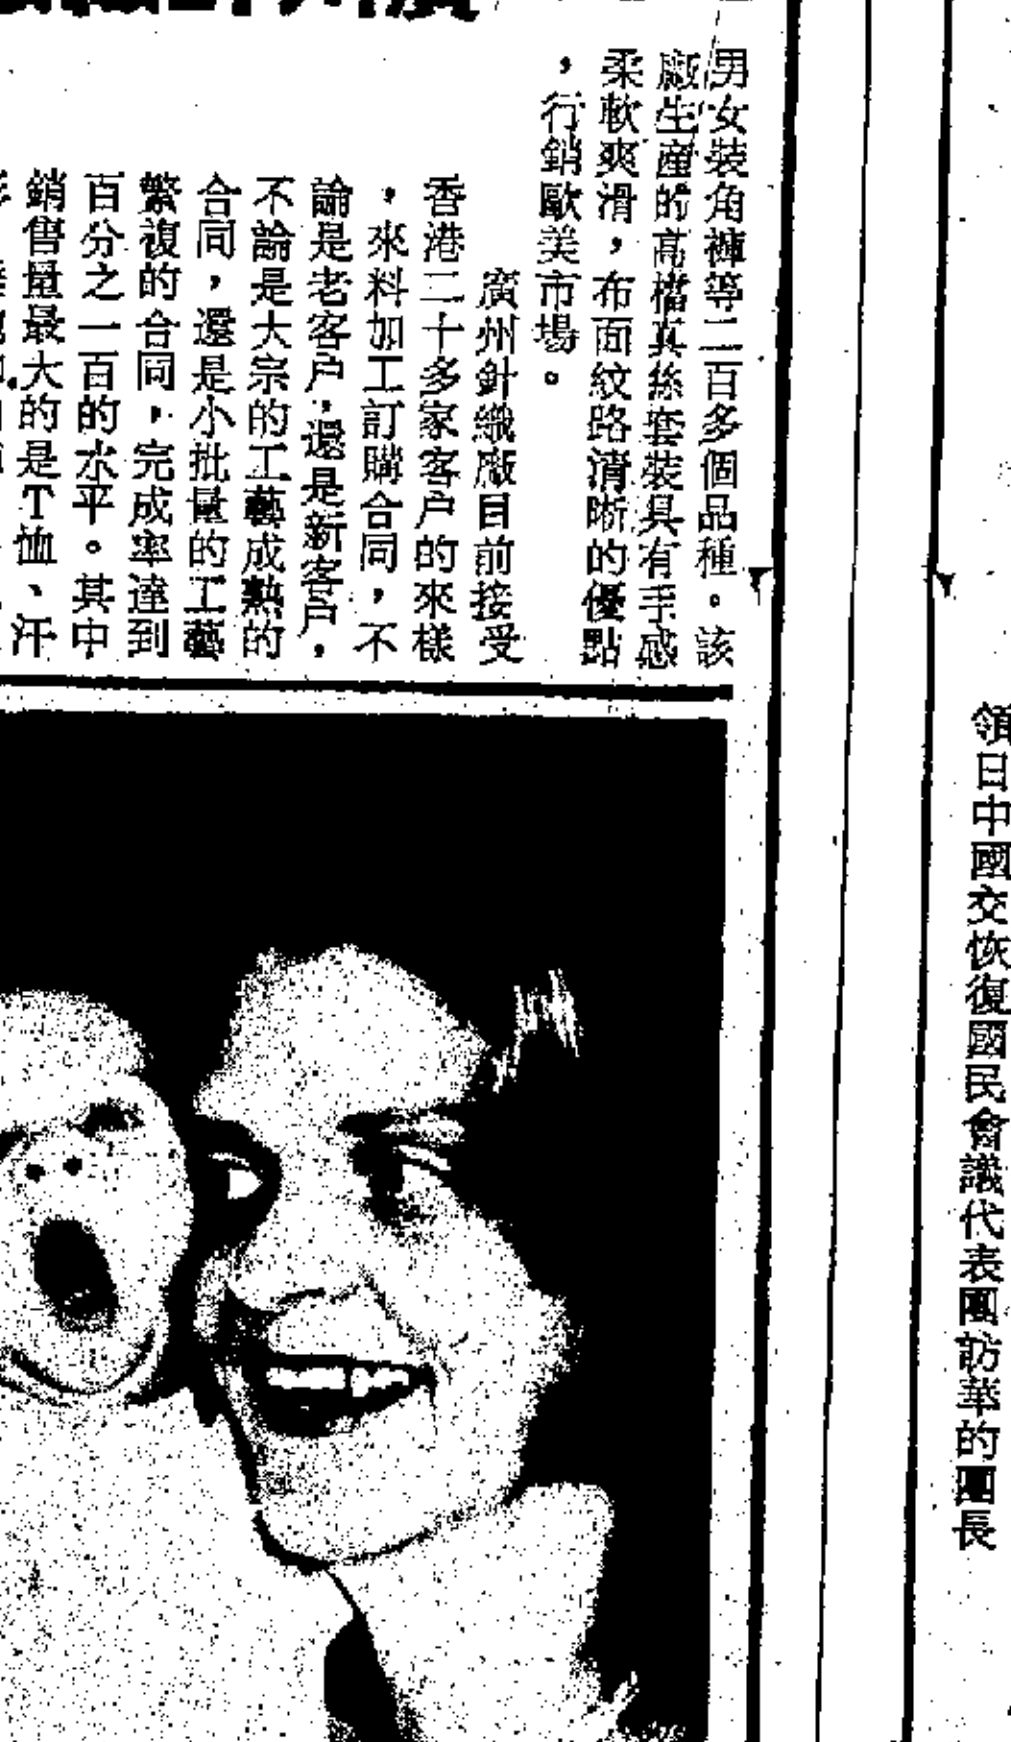 領日中國交恢復國民會議代表團訪華的團長
男女裝角褲等二百多個品種。該
廠生產的高檔真絲套裝具有手感
柔軟爽滑，布面紋路清晰的優點
，行銷歐美市場。
廣州針織廠目前接受
香港二十多家客户的來樣
，來料加工訂購合同，不
論是老客户，還是新客户，
不論是大宗的工藝成熟的
合同，還是小批量的工藝
繁複的合同，完成率達到
百分之一百的水平。其中
銷售量最大的是T恤、汗